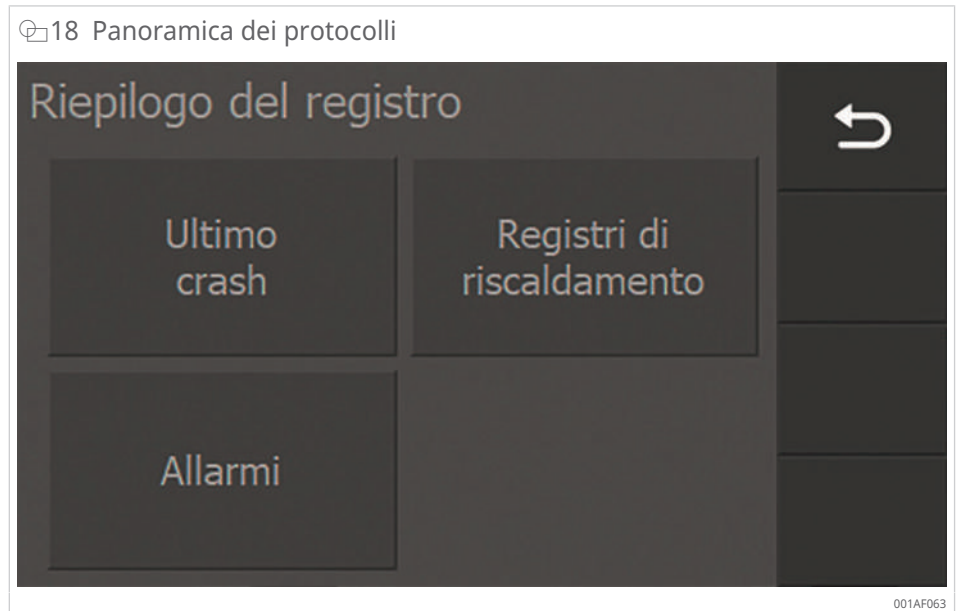 18 Panoramica dei protocolli
Riepilogo del registro
Ultimo
crash
Registri di
riscaldamento
Allarmi
001AF063